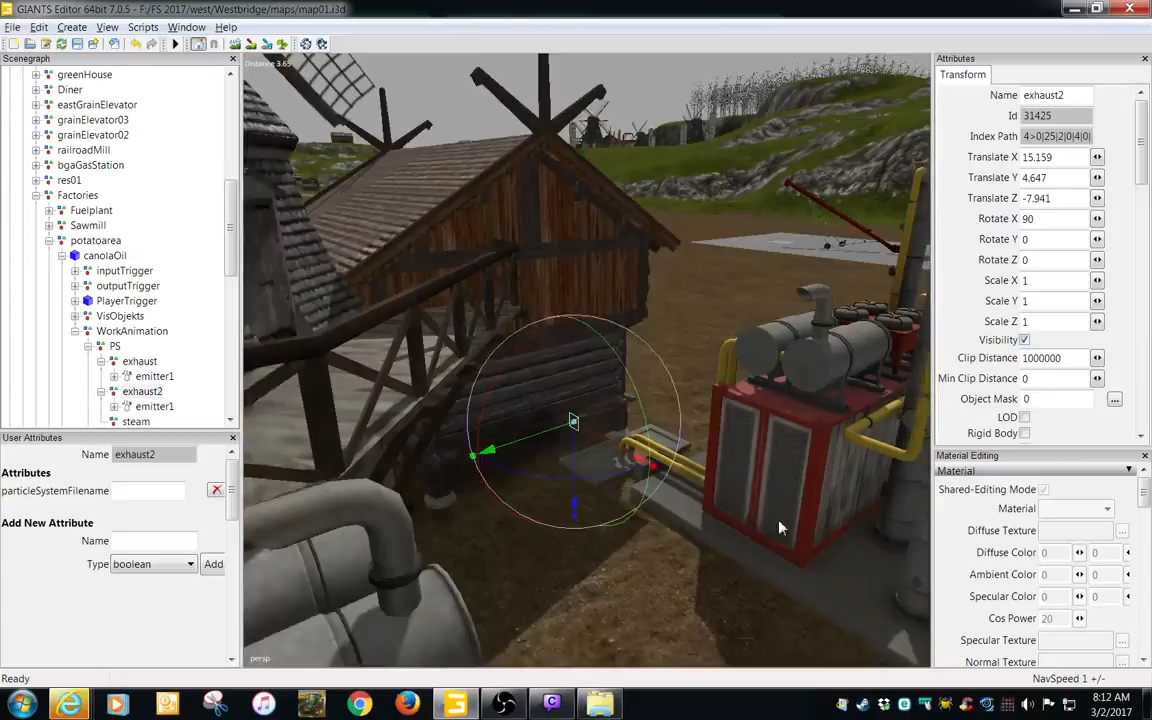 GIANTS Editor 64bit 7.0.5 - F:/FS 2017/west/Westbridge/maps/map01.i3d
File Edit Create View Scripts Window Help
Scenegraph
greenHouse
Diner
eastGrainElevator
grainElevator03
grainElevator02
railroadMill
bgaGasStation
res01
Factories
Fuelplant
Sawmill
potatoarea
canolaOil
inputTrigger
outputTrigger
PlayerTrigger
VisObjekts
WorkAnimation
PS
exhaust
emitter1
exhaust2
emitter1
steam
User Attributes
Name exhaust2
Attributes
particleSystemFilename
Add New Attribute
Name
Type boolean Add
Distance 3.65
persp
Attributes
Transform
Name exhaust2
Id 31425
Index Path 4>0|25|2|0|4|0|
Translate X 15.159
Translate Y 4.647
Translate Z -7.941
Rotate X 90
Rotate Y 0
Rotate Z 0
Scale X 1
Scale Y 1
Scale Z 1
Visibility
Clip Distance 1000000
Min Clip Distance 0
Object Mask 0 ...
LOD
Rigid Body
Material Editing
Material
Shared-Editing Mode
Material
Diffuse Texture ...
Diffuse Color 0 0
Ambient Color 0 0
Specular Color 0 0
Cos Power 20
Specular Texture ...
Normal Texture ...
Ready
NavSpeed 1 +/-
8:12 AM
3/2/2017